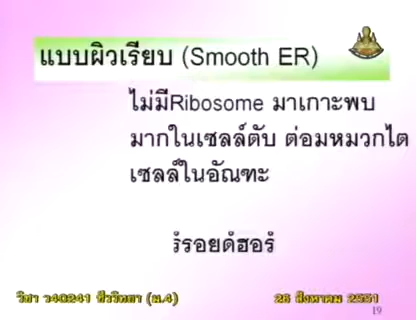 แบบผิวเรียบ (Smooth ER)
ไม่มีRibosome มาเกาะพบ
มากในเซลล์ตับ ต่อมหมวกไต
เซลล์ในอัณฑะ
ร์รอยด์ฮอร์
วิชา ว40241 ชีววิทยา (ม.4)
26 สิงหาคม 2551
19